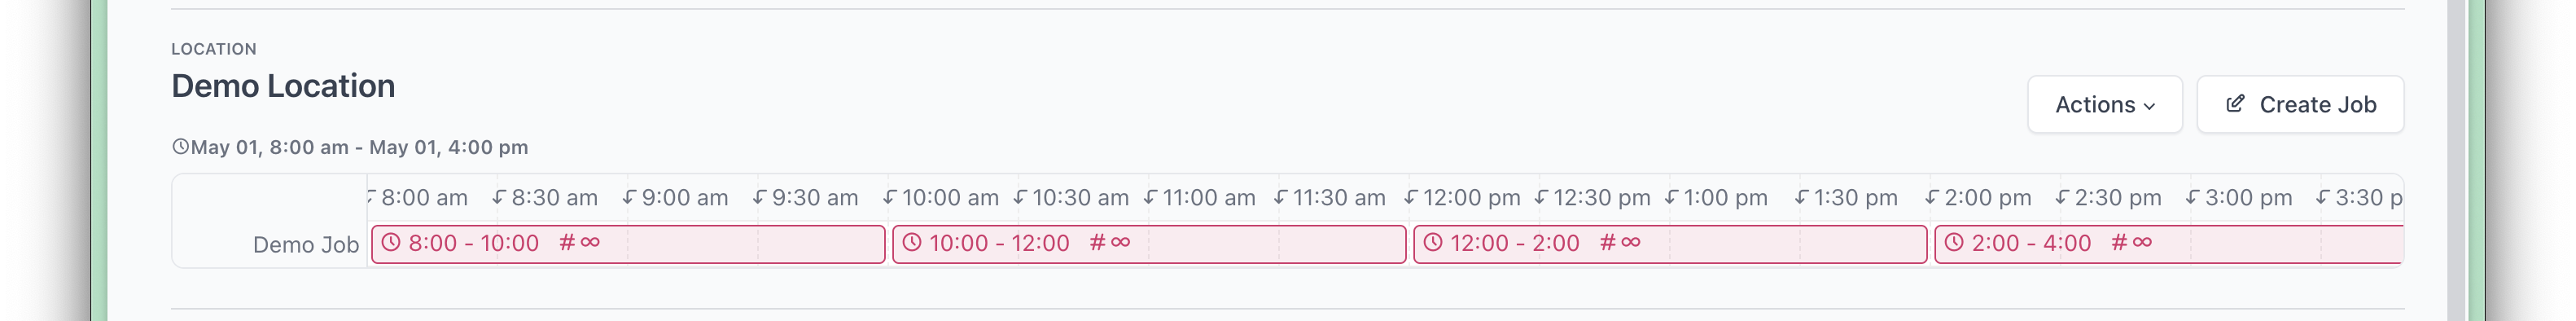 LOCATION
Demo Location
Actions
Create Job
May 01, 8:00 am - May 01, 4:00 pm
8:00 am 8:30 am 9:00 am 9:30 am 10:00 am 10:30 am 11:00 am 11:30 am 12:00 pm 12:30 pm 1:00 pm 1:30 pm 2:00 pm 2:30 pm 3:00 pm 3:30 p
Demo Job 8:00 - 10:00 # ∞ 10:00 - 12:00 # ∞ 12:00 - 2:00 # ∞ 2:00 - 4:00 # ∞